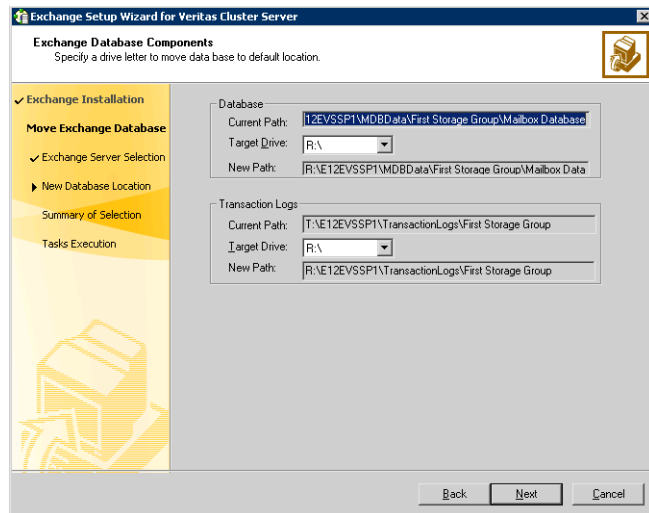 Exchange Setup Wizard for Veritas Cluster Server
Exchange Database Components
Specify a drive letter to move data base to default location.
Exchange Installation
Move Exchange Database
Exchange Server Selection
New Database Location
Summary of Selection
Tasks Execution
Database
Current Path: 12EVSSP1\MDBData\First Storage Group\Mailbox Database
Target Drive: R:\
New Path: R:\E12EVSSP1\MDBData\First Storage Group\Mailbox Data
Transaction Logs
Current Path: T:\E12EVSSP1\TransactionLogs\First Storage Group
Target Drive: R:\
New Path: R:\E12EVSSP1\TransactionLogs\First Storage Group
Back Next Cancel